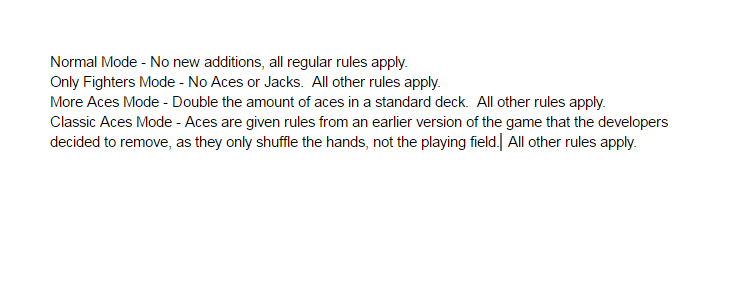 Normal Mode - No new additions, all regular rules apply.
Only Fighters Mode - No Aces or Jacks.  All other rules apply.
More Aces Mode - Double the amount of aces in a standard deck.  All other rules apply.
Classic Aces Mode - Aces are given rules from an earlier version of the game that the developers
decided to remove, as they only shuffle the hands, not the playing field.  All other rules apply.